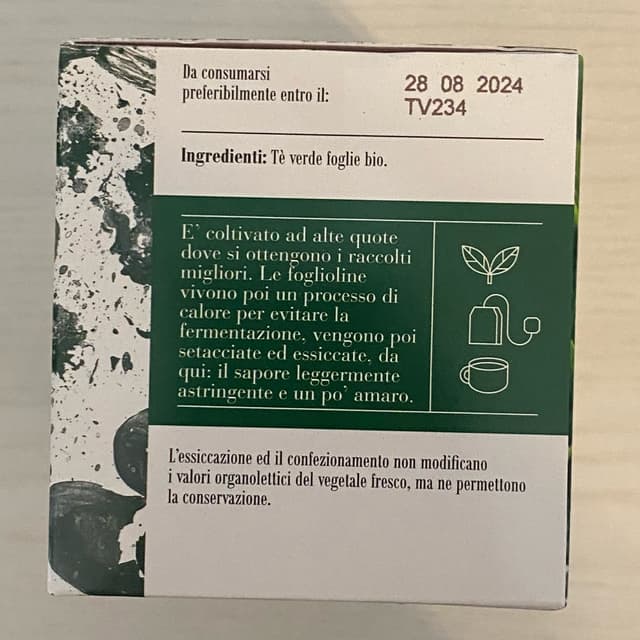 Da consumarsi
preferibilmente entro il:
28 08 2024
TV234
Ingredienti: Tè verde foglie bio.
E' coltivato ad alte quote
dove si ottengono i raccolti
migliori. Le foglioline
vivono poi un processo di
calore per evitare la
fermentazione, vengono poi
setacciate ed essiccate, da
qui: il sapore leggermente
astringente e un po' amaro.
L'essiccazione ed il confezionamento non modificano
i valori organolettici del vegetale fresco, ma ne permettono
la conservazione.